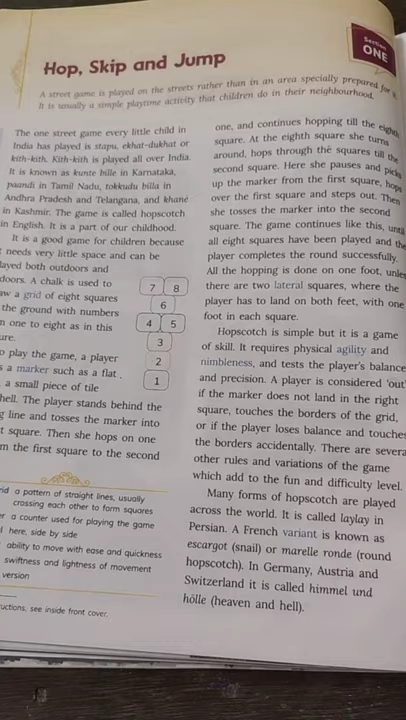 Section
ONE
Hop, Skip and Jump
A street game is played on the streets rather than in an area specially prepared for it.
It is usually a simple playtime activity that children do in their neighbourhood.
The one street game every little child in
India has played is stapu, ekhat-dukhat or
kith-kith. Kith-kith is played all over India.
It is known as kunte bille in Karnataka,
paandi in Tamil Nadu, tokkudu billa in
Andhra Pradesh and Telangana, and khané
in Kashmir. The game is called hopscotch
in English. It is a part of our childhood.
It is a good game for children because
needs very little space and can be
layed both outdoors and
doors. A chalk is used to
aw a grid of eight squares
the ground with numbers
m one to eight as in this
ure.
o play the game, a player
s a marker such as a flat
a small piece of tile
hell. The player stands behind the
g line and tosses the marker into
t square. Then she hops on one
m the first square to the second
7 8
6
4 5
3
2
1
one, and continues hopping till the eighth
square. At the eighth square she turns
around, hops through the squares till the
second square. Here she pauses and picks
up the marker from the first square, hops
over the first square and steps out. Then
she tosses the marker into the second
square. The game continues like this, until
all eight squares have been played and the
player completes the round successfully.
All the hopping is done on one foot, unles
there are two lateral squares, where the
player has to land on both feet, with one
foot in each square.
Hopscotch is simple but it is a game
of skill. It requires physical agility and
nimbleness, and tests the player's balance
and precision. A player is considered 'out'
if the marker does not land in the right
square, touches the borders of the grid,
or if the player loses balance and touches
the borders accidentally. There are severa
other rules and variations of the game
which add to the fun and difficulty level.
Many forms of hopscotch are played
across the world. It is called laylay in
Persian. A French variant is known as
escargot (snail) or marelle ronde (round
hopscotch). In Germany, Austria and
Switzerland it is called himmel und
hölle (heaven and hell).
rid a pattern of straight lines, usually
crossing each other to form squares
er a counter used for playing the game
l here, side by side
ability to move with ease and quickness
swiftness and lightness of movement
version
uctions, see inside front cover.